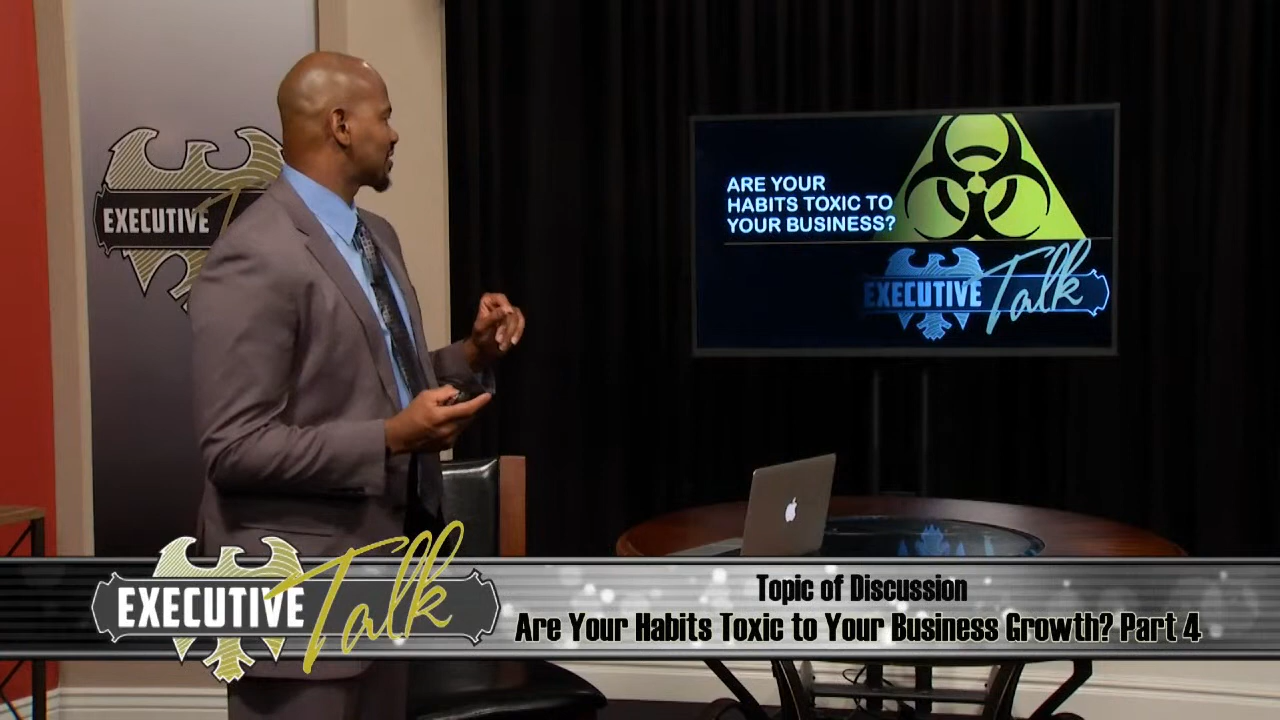 EXECUTIVE T
ARE YOUR
HABITS TOXIC TO
YOUR BUSINESS?
EXECUTIVE Talk
EXECUTIVE Talk
Topic of Discussion
Are Your Habits Toxic to Your Business Growth? Part 4